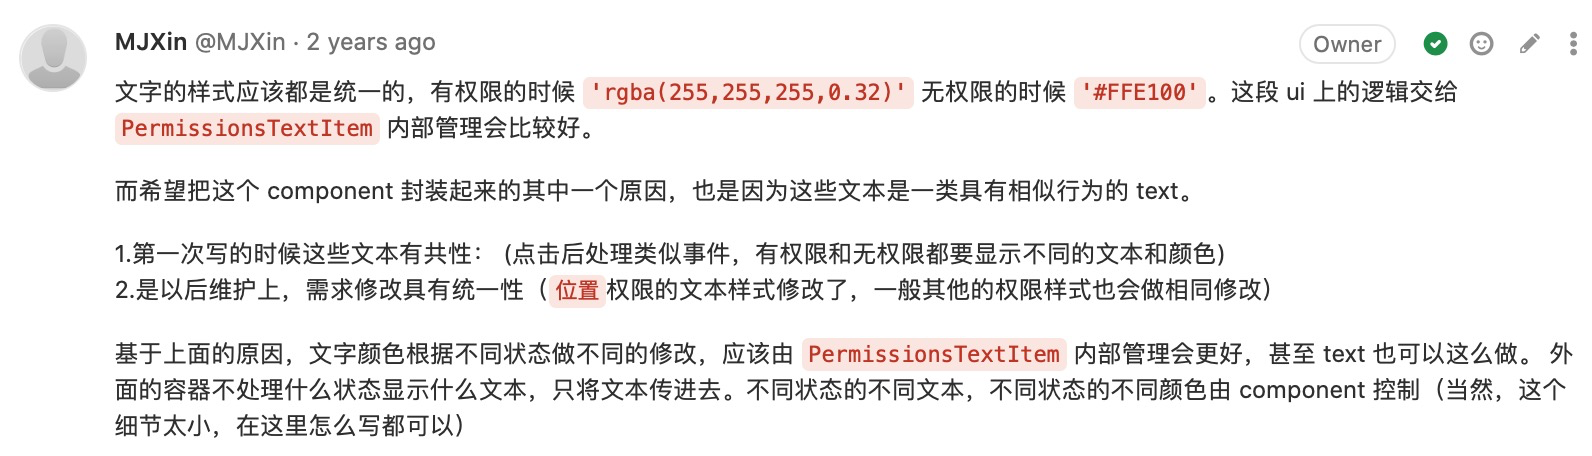 MJXin @MJXin · 2 years ago Owner
文字的样式应该都是统一的，有权限的时候 'rgba(255,255,255,0.32)' 无权限的时候 '#FFE100'。这段 ui 上的逻辑交给
PermissionsTextItem 内部管理会比较好。
而希望把这个 component 封装起来的其中一个原因，也是因为这些文本是一类具有相似行为的 text。
1.第一次写的时候这些文本有共性： (点击后处理类似事件，有权限和无权限都要显示不同的文本和颜色)
2.是以后维护上，需求修改具有统一性（位置权限的文本样式修改了，一般其他的权限样式也会做相同修改）
基于上面的原因，文字颜色根据不同状态做不同的修改，应该由 PermissionsTextItem 内部管理会更好，甚至 text 也可以这么做。 外
面的容器不处理什么状态显示什么文本，只将文本传进去。不同状态的不同文本，不同状态的不同颜色由 component 控制（当然，这个
细节太小，在这里怎么写都可以）